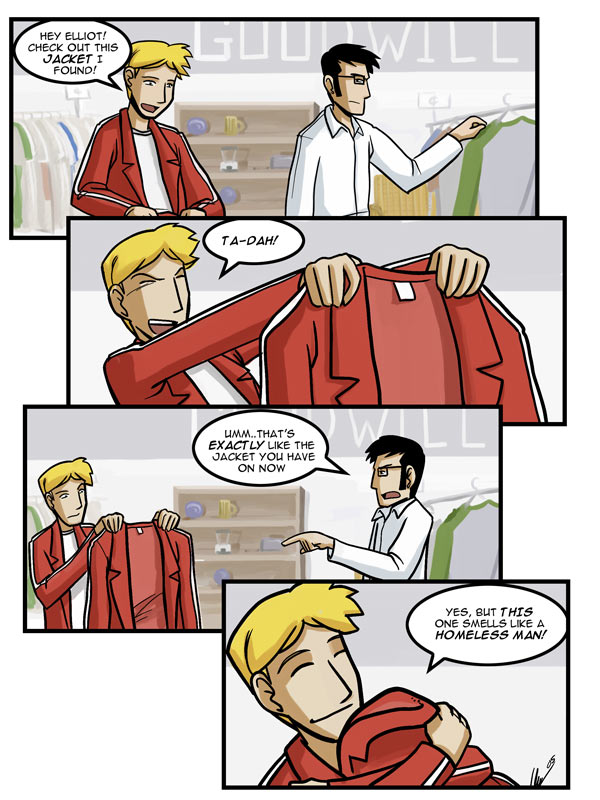 GOODWILL
HEY ELLIOT!
CHECK OUT THIS
JACKET I
FOUND!
¢
¢
TA-DAH!
UMM..THAT'S
EXACTLY LIKE THE
JACKET YOU HAVE
ON NOW
YES, BUT THIS
ONE SMELLS LIKE A
HOMELESS MAN!